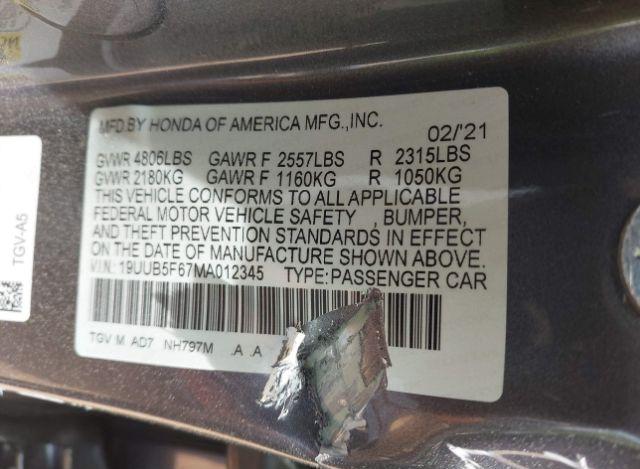 MFD.BY HONDA OF AMERICA MFG.,INC. 02/'21
GVWR 4806LBS GAWR F 2557LBS R 2315LBS
GVWR 2180KG GAWR F 1160KG R 1050KG
THIS VEHICLE CONFORMS TO ALL APPLICABLE
FEDERAL MOTOR VEHICLE SAFETY , BUMPER,
AND THEFT PREVENTION STANDARDS IN EFFECT
ON THE DATE OF MANUFACTURE SHOWN ABOVE.
V.I.N: 19UUB5F67MA012345 TYPE:PASSENGER CAR
TGV M AD7 NH797M .A .A
TGV-A5